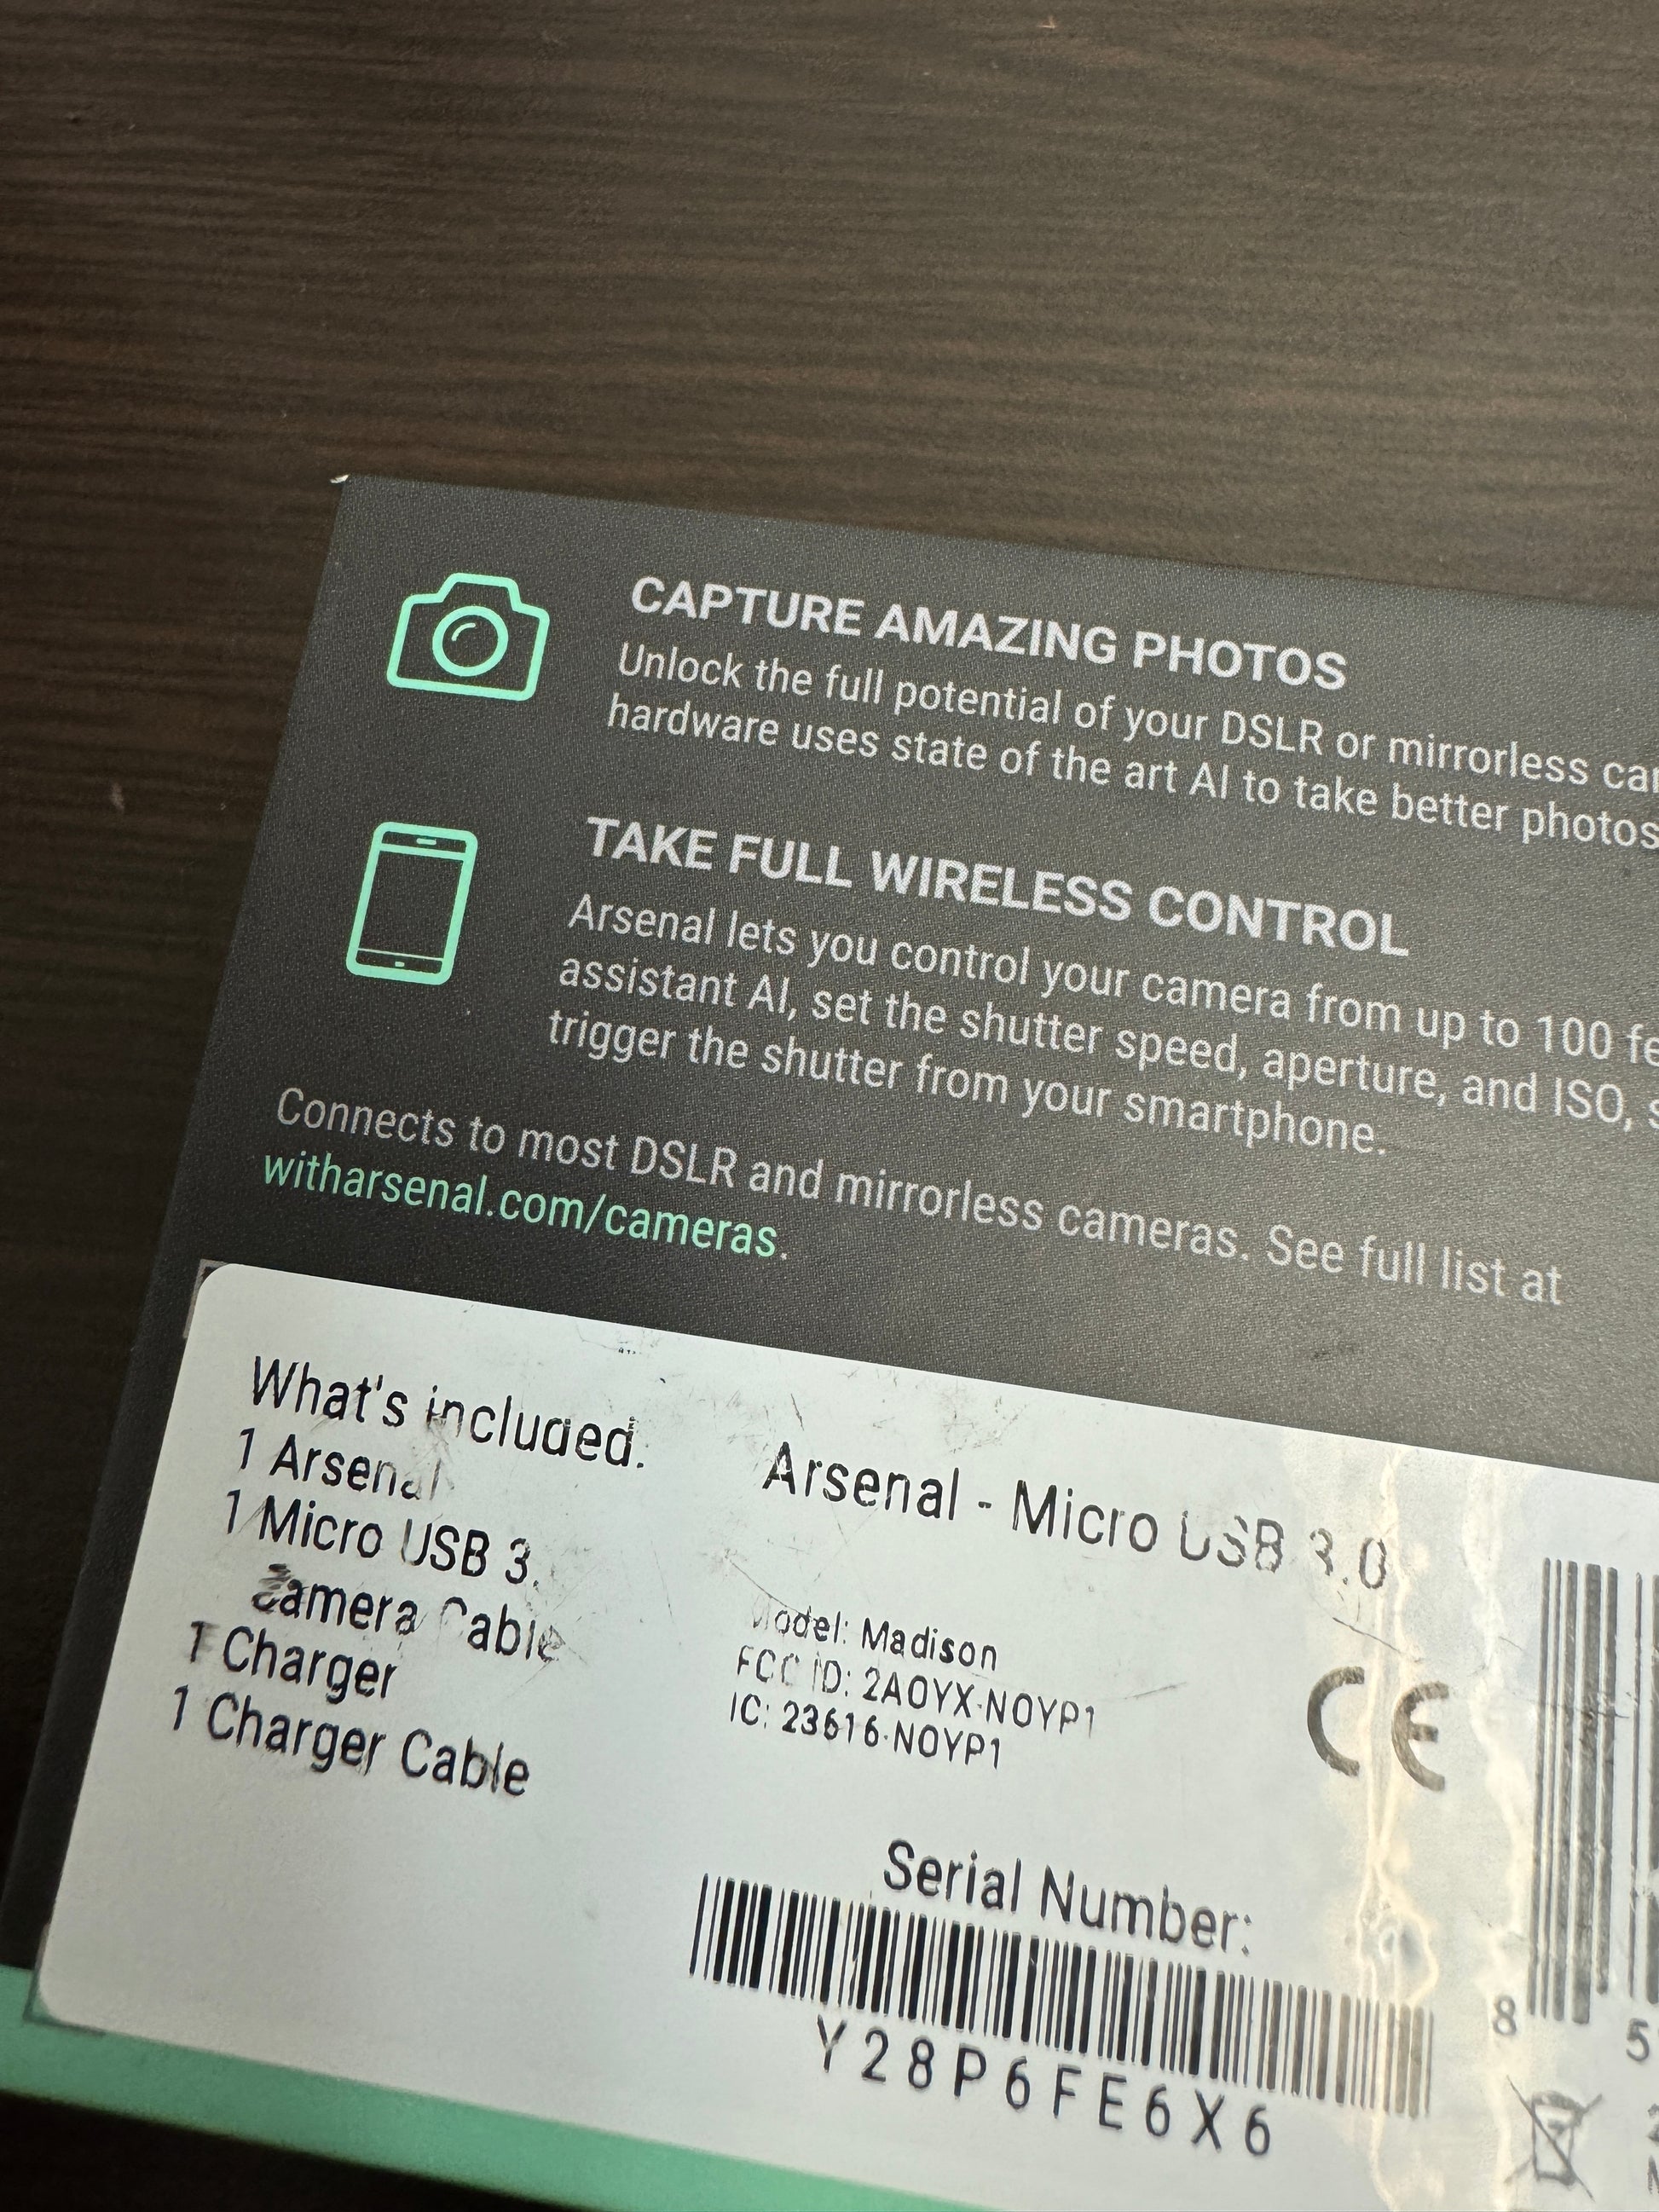 CAPTURE AMAZING PHOTOS
Unlock the full potential of your DSLR or mirrorless
hardware uses state of the art AI to take better photos
TAKE FULL WIRELESS CONTROL
Arsenal lets you control your camera from up to 100
assistant AI, set the shutter speed, aperture, and ISO,
trigger the shutter from your smartphone.
Connects to most DSLR and mirrorless cameras. See full list at
witharsenal.com/cameras.
What's included.
1 Arsenal
1 Micro USB 3.
Camera Cable
1 Charger
1 Charger Cable
Arsenal - Micro USB 3.0
Model: Madison
FCC ID: 2AOYX-NOYP1
IC: 23616-NOYP1
CE
Serial Number:
Y28P6FE6X6
8 5